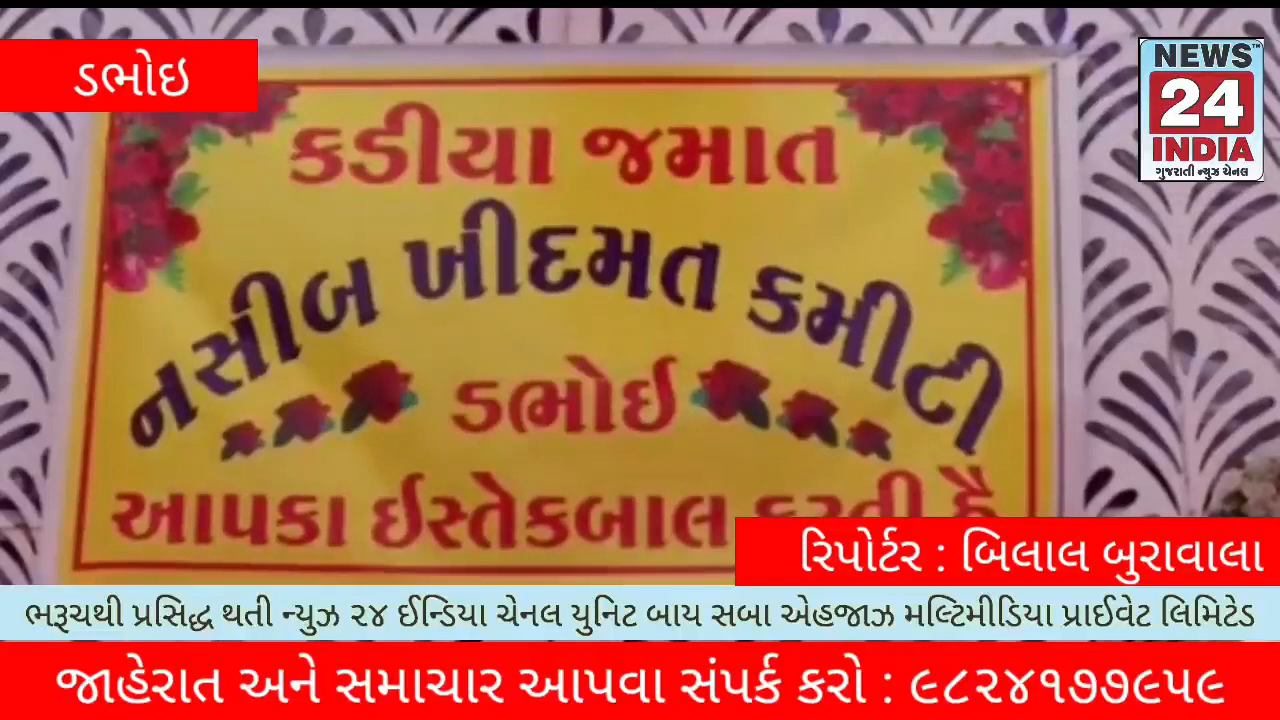 ડભોઇ
NEWS
24
INDIA
ગુજરાતી ન્યુઝ ચેનલ
કડીયા જમાત
નસીબ ખીદમત કમીટી
ડભોઈ
આપકા ઈસ્તેકબાલ કરતી હૈ
રિપોર્ટર : બિલાલ બુરાવાલા
ભરૂચથી પ્રસિદ્ધ થતી ન્યુઝ ૨૪ ઈન્ડિયા ચેનલ યુનિટ બાય સબા એહજાઝ મલ્ટિમીડિયા પ્રાઈવેટ લિમિટેડ
જાહેરાત અને સમાચાર આપવા સંપર્ક કરો : ૯૮૨૪૧૭૭૯૫૯